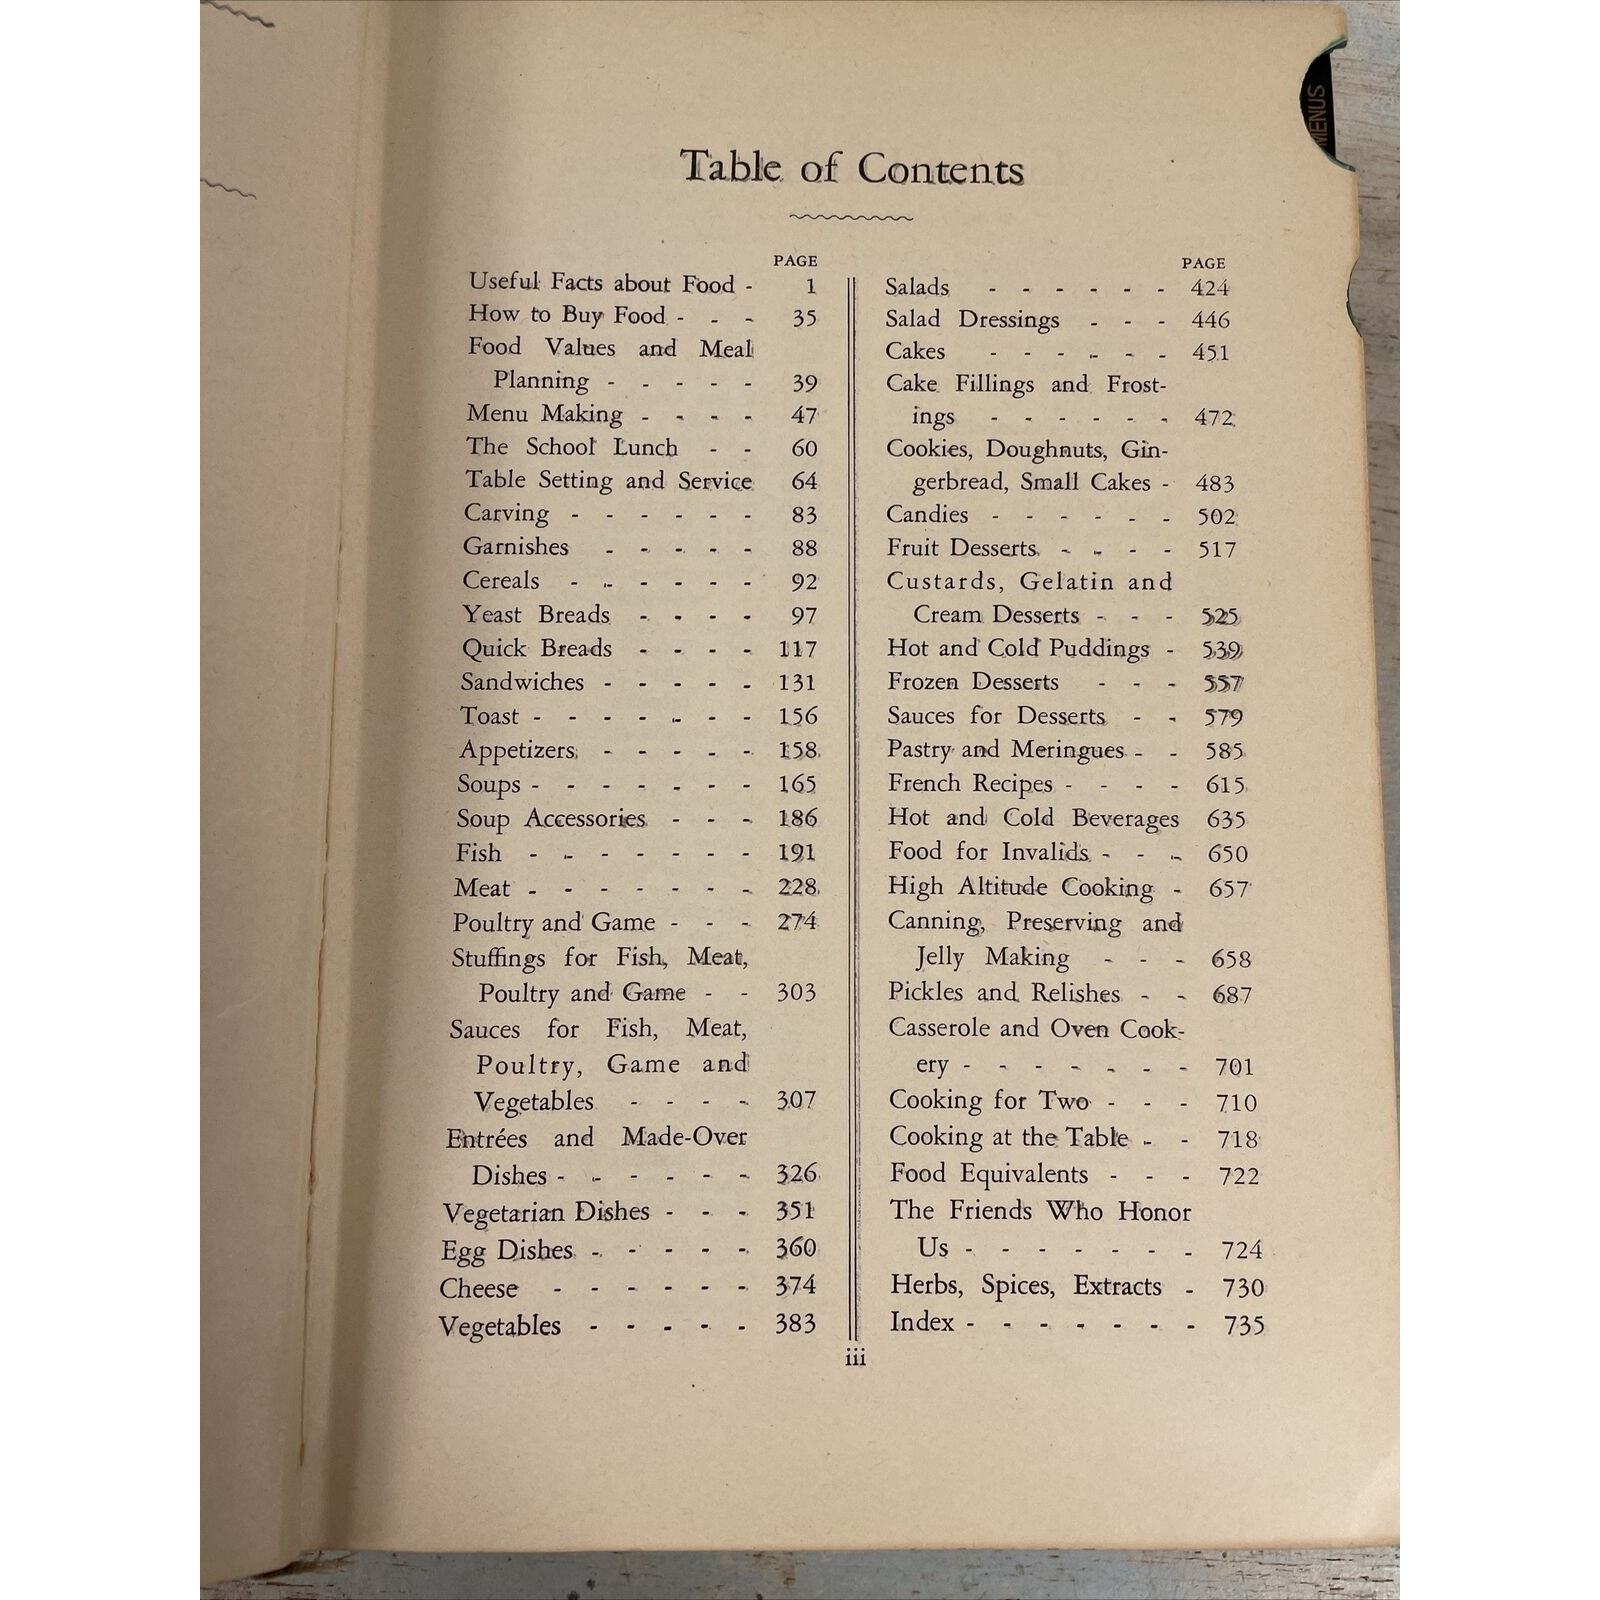 MENUS
Table of Contents
PAGE
Useful Facts about Food - 1
How to Buy Food - - - 35
Food Values and Meal
Planning - - - - - 39
Menu Making - - - - 47
The School Lunch - - 60
Table Setting and Service 64
Carving - - - - - - 83
Garnishes - - - - - 88
Cereals - - - - - - 92
Yeast Breads - - - - 97
Quick Breads - - - - 117
Sandwiches - - - - - 131
Toast - - - - - - - 156
Appetizers - - - - - 158
Soups - - - - - - - 165
Soup Accessories - - - 186
Fish - - - - - - - 191
Meat - - - - - - - 228
Poultry and Game - - - 274
Stuffings for Fish, Meat,
Poultry and Game - - 303
Sauces for Fish, Meat,
Poultry, Game and
Vegetables - - - - 307
Entrées and Made-Over
Dishes - - - - - - 326
Vegetarian Dishes - - - 351
Egg Dishes - - - - - 360
Cheese - - - - - - 374
Vegetables - - - - - 383
PAGE
Salads - - - - - - 424
Salad Dressings - - - 446
Cakes - - - - - - 451
Cake Fillings and Frost-
ings - - - - - - 472
Cookies, Doughnuts, Gin-
gerbread, Small Cakes - 483
Candies - - - - - - 502
Fruit Desserts - - - - 517
Custards, Gelatin and
Cream Desserts - - - 525
Hot and Cold Puddings - 539
Frozen Desserts - - - 557
Sauces for Desserts - - 579
Pastry and Meringues - - 585
French Recipes - - - - 615
Hot and Cold Beverages 635
Food for Invalids - - - 650
High Altitude Cooking - 657
Canning, Preserving and
Jelly Making - - - 658
Pickles and Relishes - - 687
Casserole and Oven Cook-
ery - - - - - - - 701
Cooking for Two - - - 710
Cooking at the Table - - 718
Food Equivalents - - - 722
The Friends Who Honor
Us - - - - - - - 724
Herbs, Spices, Extracts - 730
Index - - - - - - - 735
iii